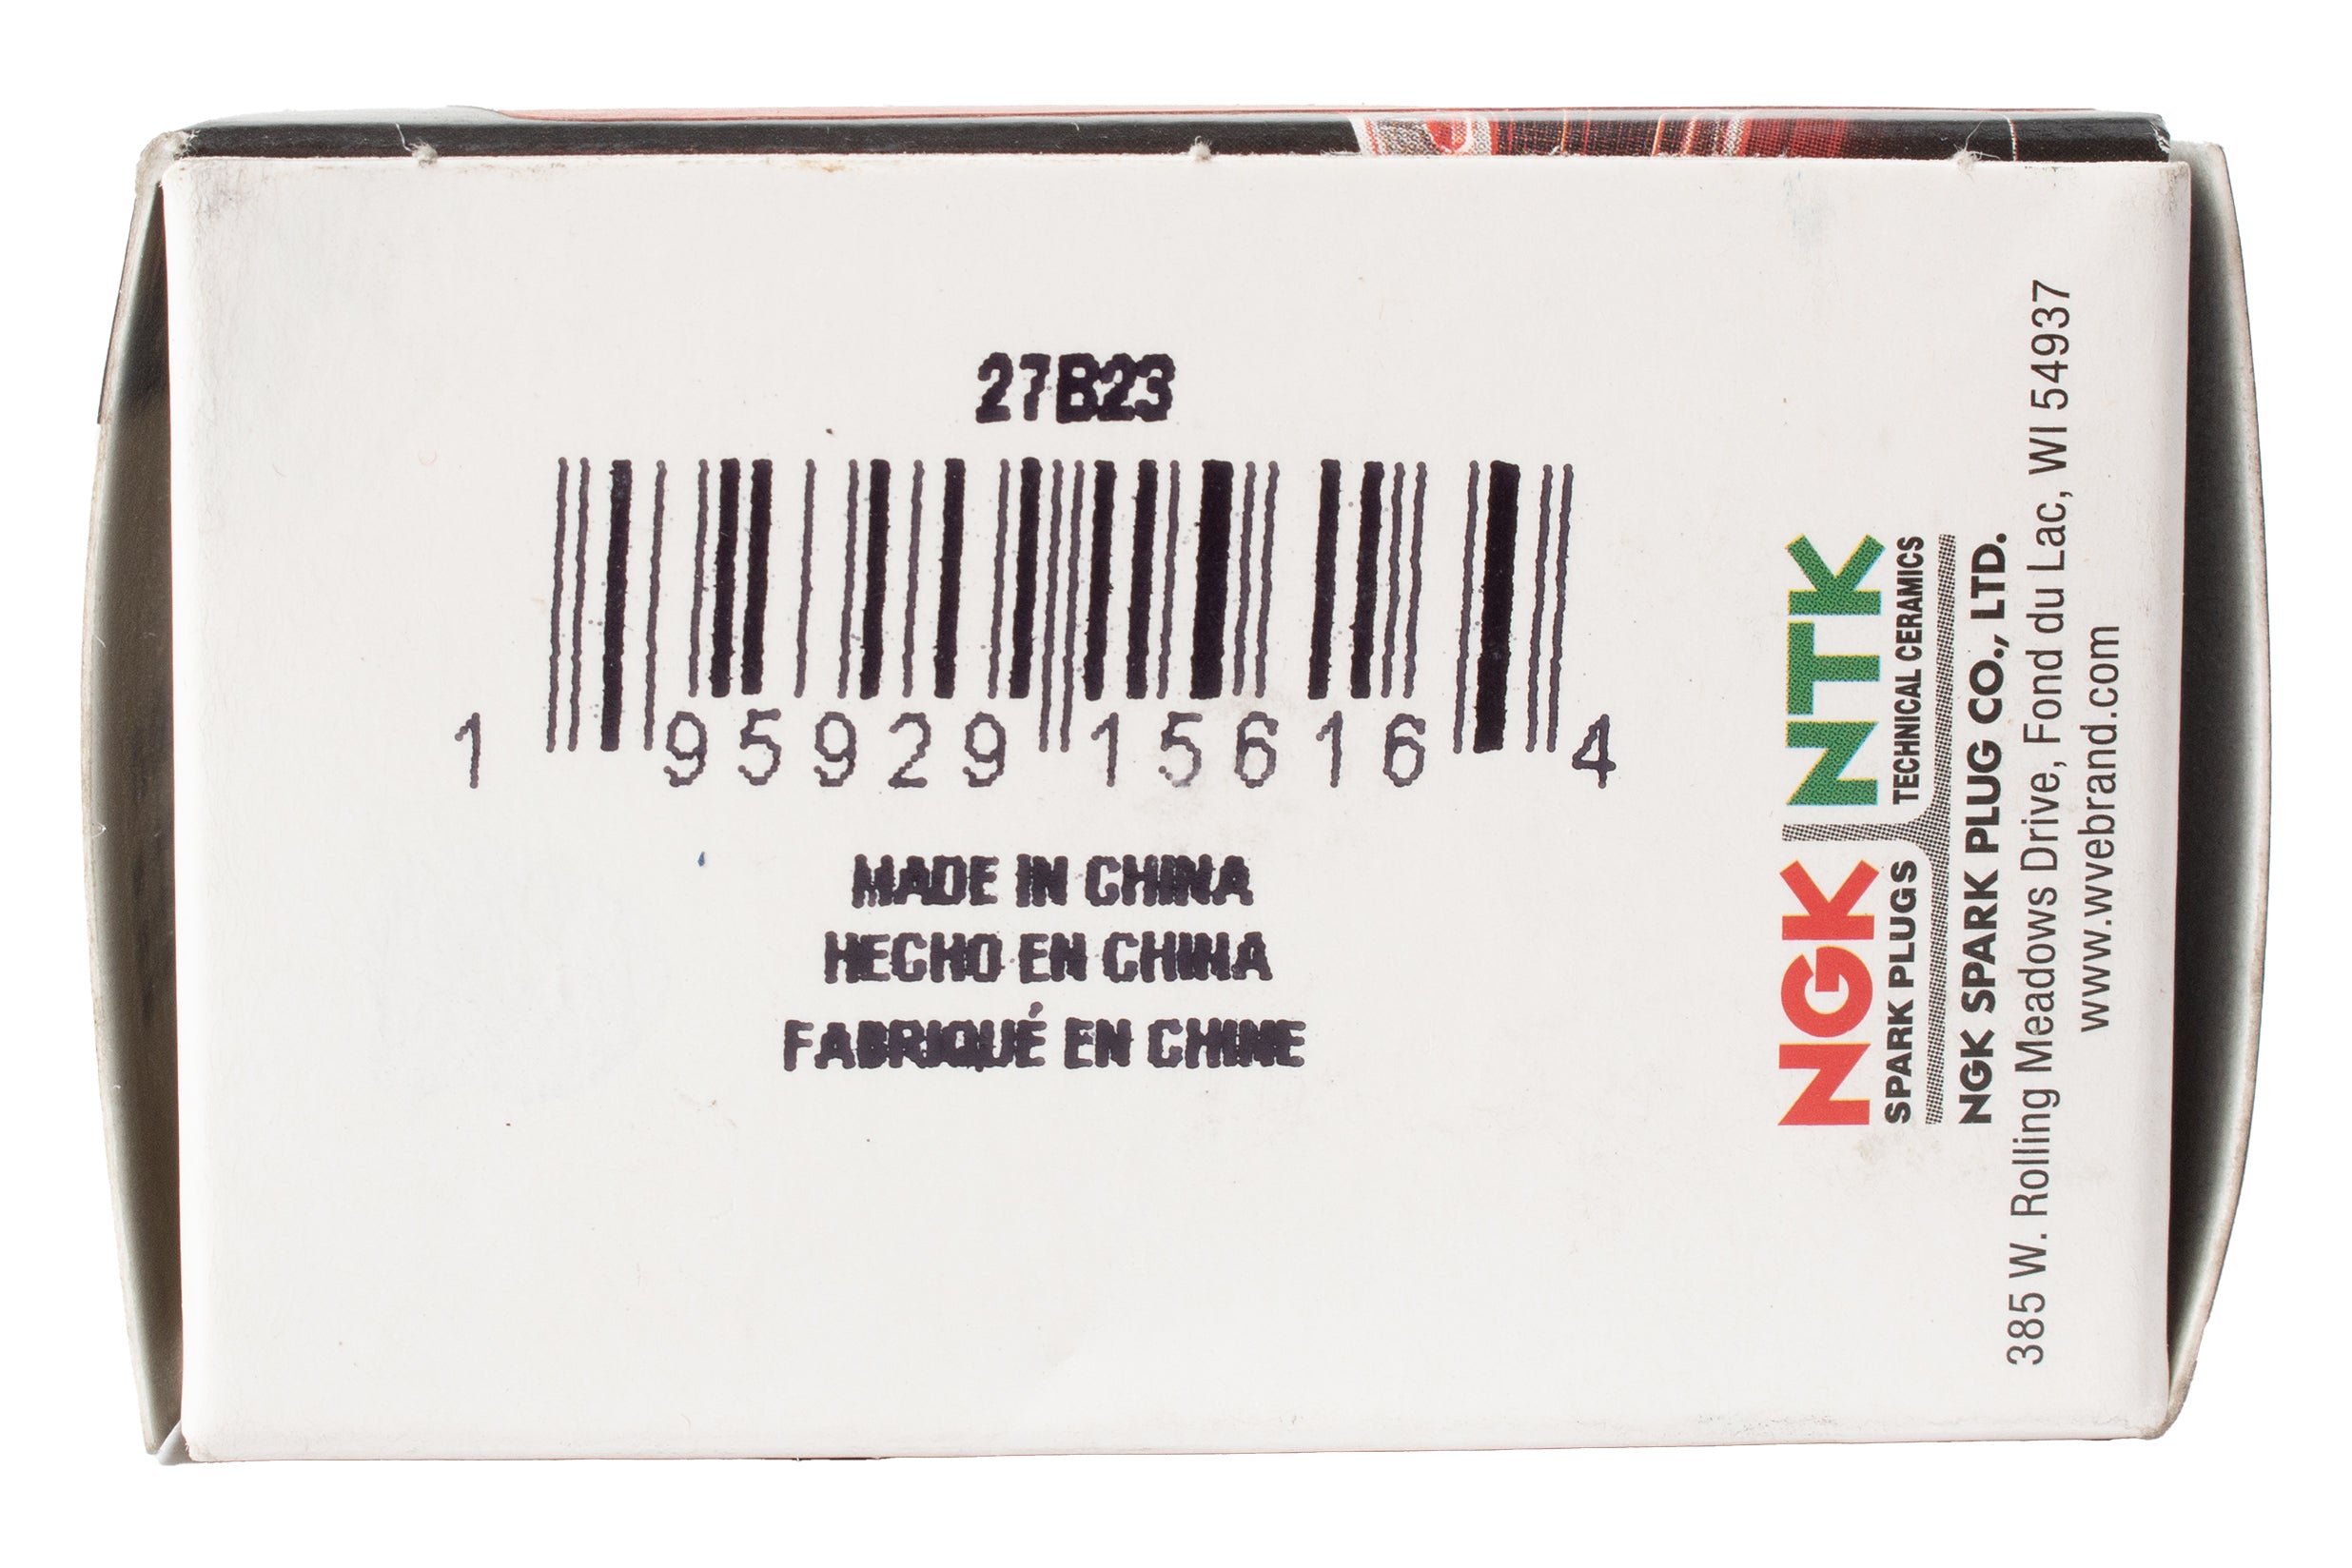 27B23
1 95929 15616 4
MADE IN CHINA
HECHO EN CHINA
FABRIQUÉ EN CHINE
NGK NTK
SPARK PLUGS TECHNICAL CERAMICS
NGK SPARK PLUG CO., LTD.
385 W. Rolling Meadows Drive, Fond du Lac, WI 54937
www.wvebrand.com